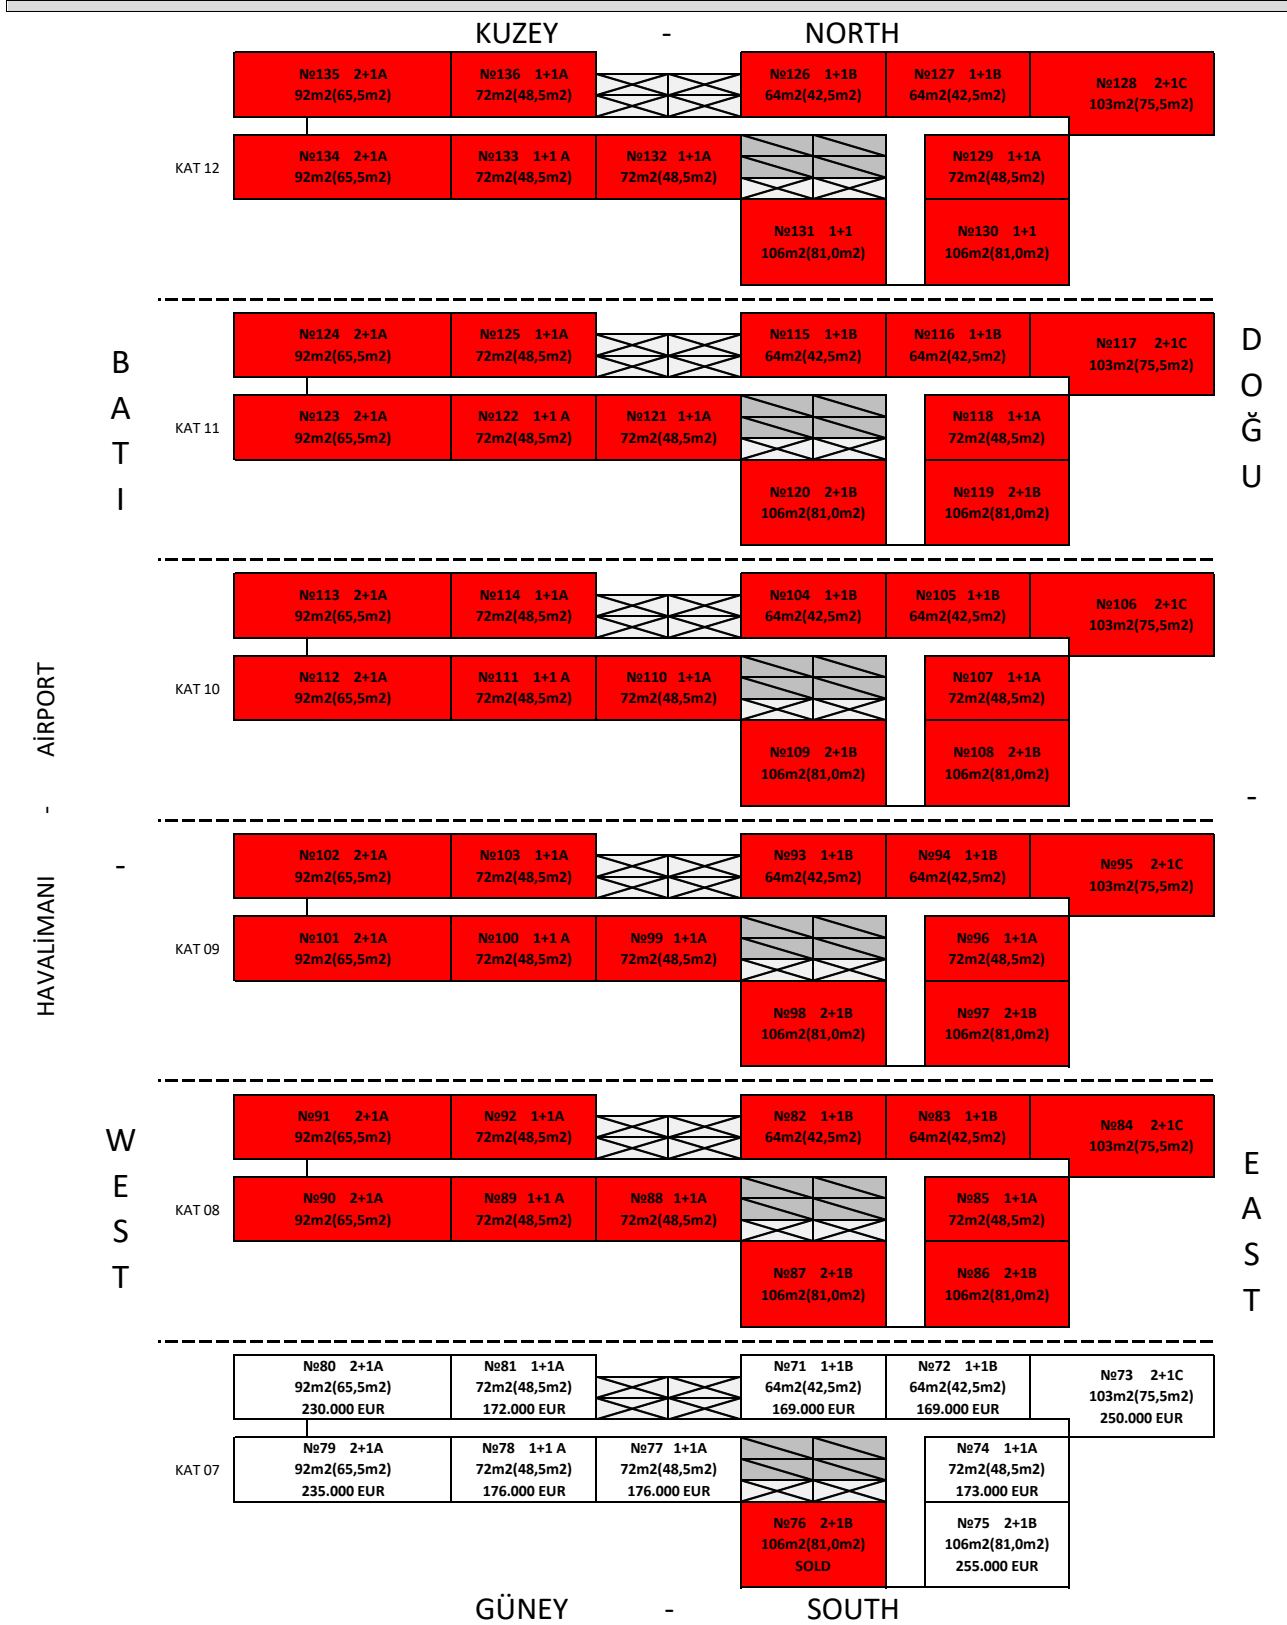 KUZEY - NORTH
№135 2+1A
92m2(65,5m2)
№136 1+1A
72m2(48,5m2)
№126 1+1B
64m2(42,5m2)
№127 1+1B
64m2(42,5m2)
№128 2+1C
103m2(75,5m2)
KAT 12
№134 2+1A
92m2(65,5m2)
№133 1+1 A
72m2(48,5m2)
№132 1+1A
72m2(48,5m2)
№129 1+1A
72m2(48,5m2)
№131 1+1
106m2(81,0m2)
№130 1+1
106m2(81,0m2)
№124 2+1A
92m2(65,5m2)
№125 1+1A
72m2(48,5m2)
№115 1+1B
64m2(42,5m2)
№116 1+1B
64m2(42,5m2)
№117 2+1C
103m2(75,5m2)
KAT 11
№123 2+1A
92m2(65,5m2)
№122 1+1 A
72m2(48,5m2)
№121 1+1A
72m2(48,5m2)
№118 1+1A
72m2(48,5m2)
№120 2+1B
106m2(81,0m2)
№119 2+1B
106m2(81,0m2)
№113 2+1A
92m2(65,5m2)
№114 1+1A
72m2(48,5m2)
№104 1+1B
64m2(42,5m2)
№105 1+1B
64m2(42,5m2)
№106 2+1C
103m2(75,5m2)
KAT 10
№112 2+1A
92m2(65,5m2)
№111 1+1 A
72m2(48,5m2)
№110 1+1A
72m2(48,5m2)
№107 1+1A
72m2(48,5m2)
№109 2+1B
106m2(81,0m2)
№108 2+1B
106m2(81,0m2)
№102 2+1A
92m2(65,5m2)
№103 1+1A
72m2(48,5m2)
№93 1+1B
64m2(42,5m2)
№94 1+1B
64m2(42,5m2)
№95 2+1C
103m2(75,5m2)
KAT 09
№101 2+1A
92m2(65,5m2)
№100 1+1 A
72m2(48,5m2)
№99 1+1A
72m2(48,5m2)
№96 1+1A
72m2(48,5m2)
№98 2+1B
106m2(81,0m2)
№97 2+1B
106m2(81,0m2)
№91 2+1A
92m2(65,5m2)
№92 1+1A
72m2(48,5m2)
№82 1+1B
64m2(42,5m2)
№83 1+1B
64m2(42,5m2)
№84 2+1C
103m2(75,5m2)
KAT 08
№90 2+1A
92m2(65,5m2)
№89 1+1 A
72m2(48,5m2)
№88 1+1A
72m2(48,5m2)
№85 1+1A
72m2(48,5m2)
№87 2+1B
106m2(81,0m2)
№86 2+1B
106m2(81,0m2)
№80 2+1A
92m2(65,5m2)
230.000 EUR
№81 1+1A
72m2(48,5m2)
172.000 EUR
№71 1+1B
64m2(42,5m2)
169.000 EUR
№72 1+1B
64m2(42,5m2)
169.000 EUR
№73 2+1C
103m2(75,5m2)
250.000 EUR
KAT 07
№79 2+1A
92m2(65,5m2)
235.000 EUR
№78 1+1 A
72m2(48,5m2)
176.000 EUR
№77 1+1A
72m2(48,5m2)
176.000 EUR
№74 1+1A
72m2(48,5m2)
173.000 EUR
№76 2+1B
106m2(81,0m2)
SOLD
№75 2+1B
106m2(81,0m2)
255.000 EUR
GÜNEY - SOUTH
HAVALİMANI - AİRPORT
BATI - WEST
DOĞU - EAST